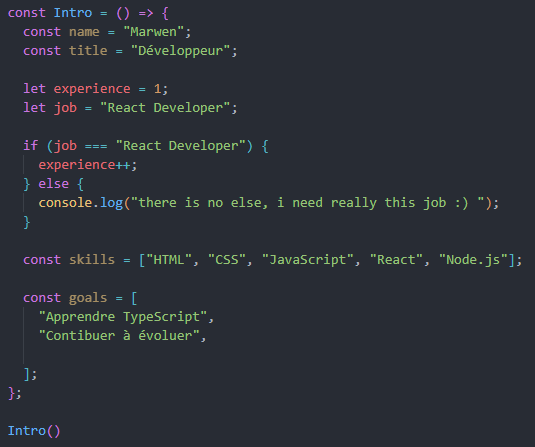 const Intro = () => {
const name = "Marwen";
const title = "Développeur";
let experience = 1;
let job = "React Developer";
if (job === "React Developer") {
experience++;
} else {
console.log("there is no else, i need really this job :) ");
}
const skills = ["HTML", "CSS", "JavaScript", "React", "Node.js"];
const goals = [
"Apprendre TypeScript",
"Contibuer à évoluer",
];
};
Intro()